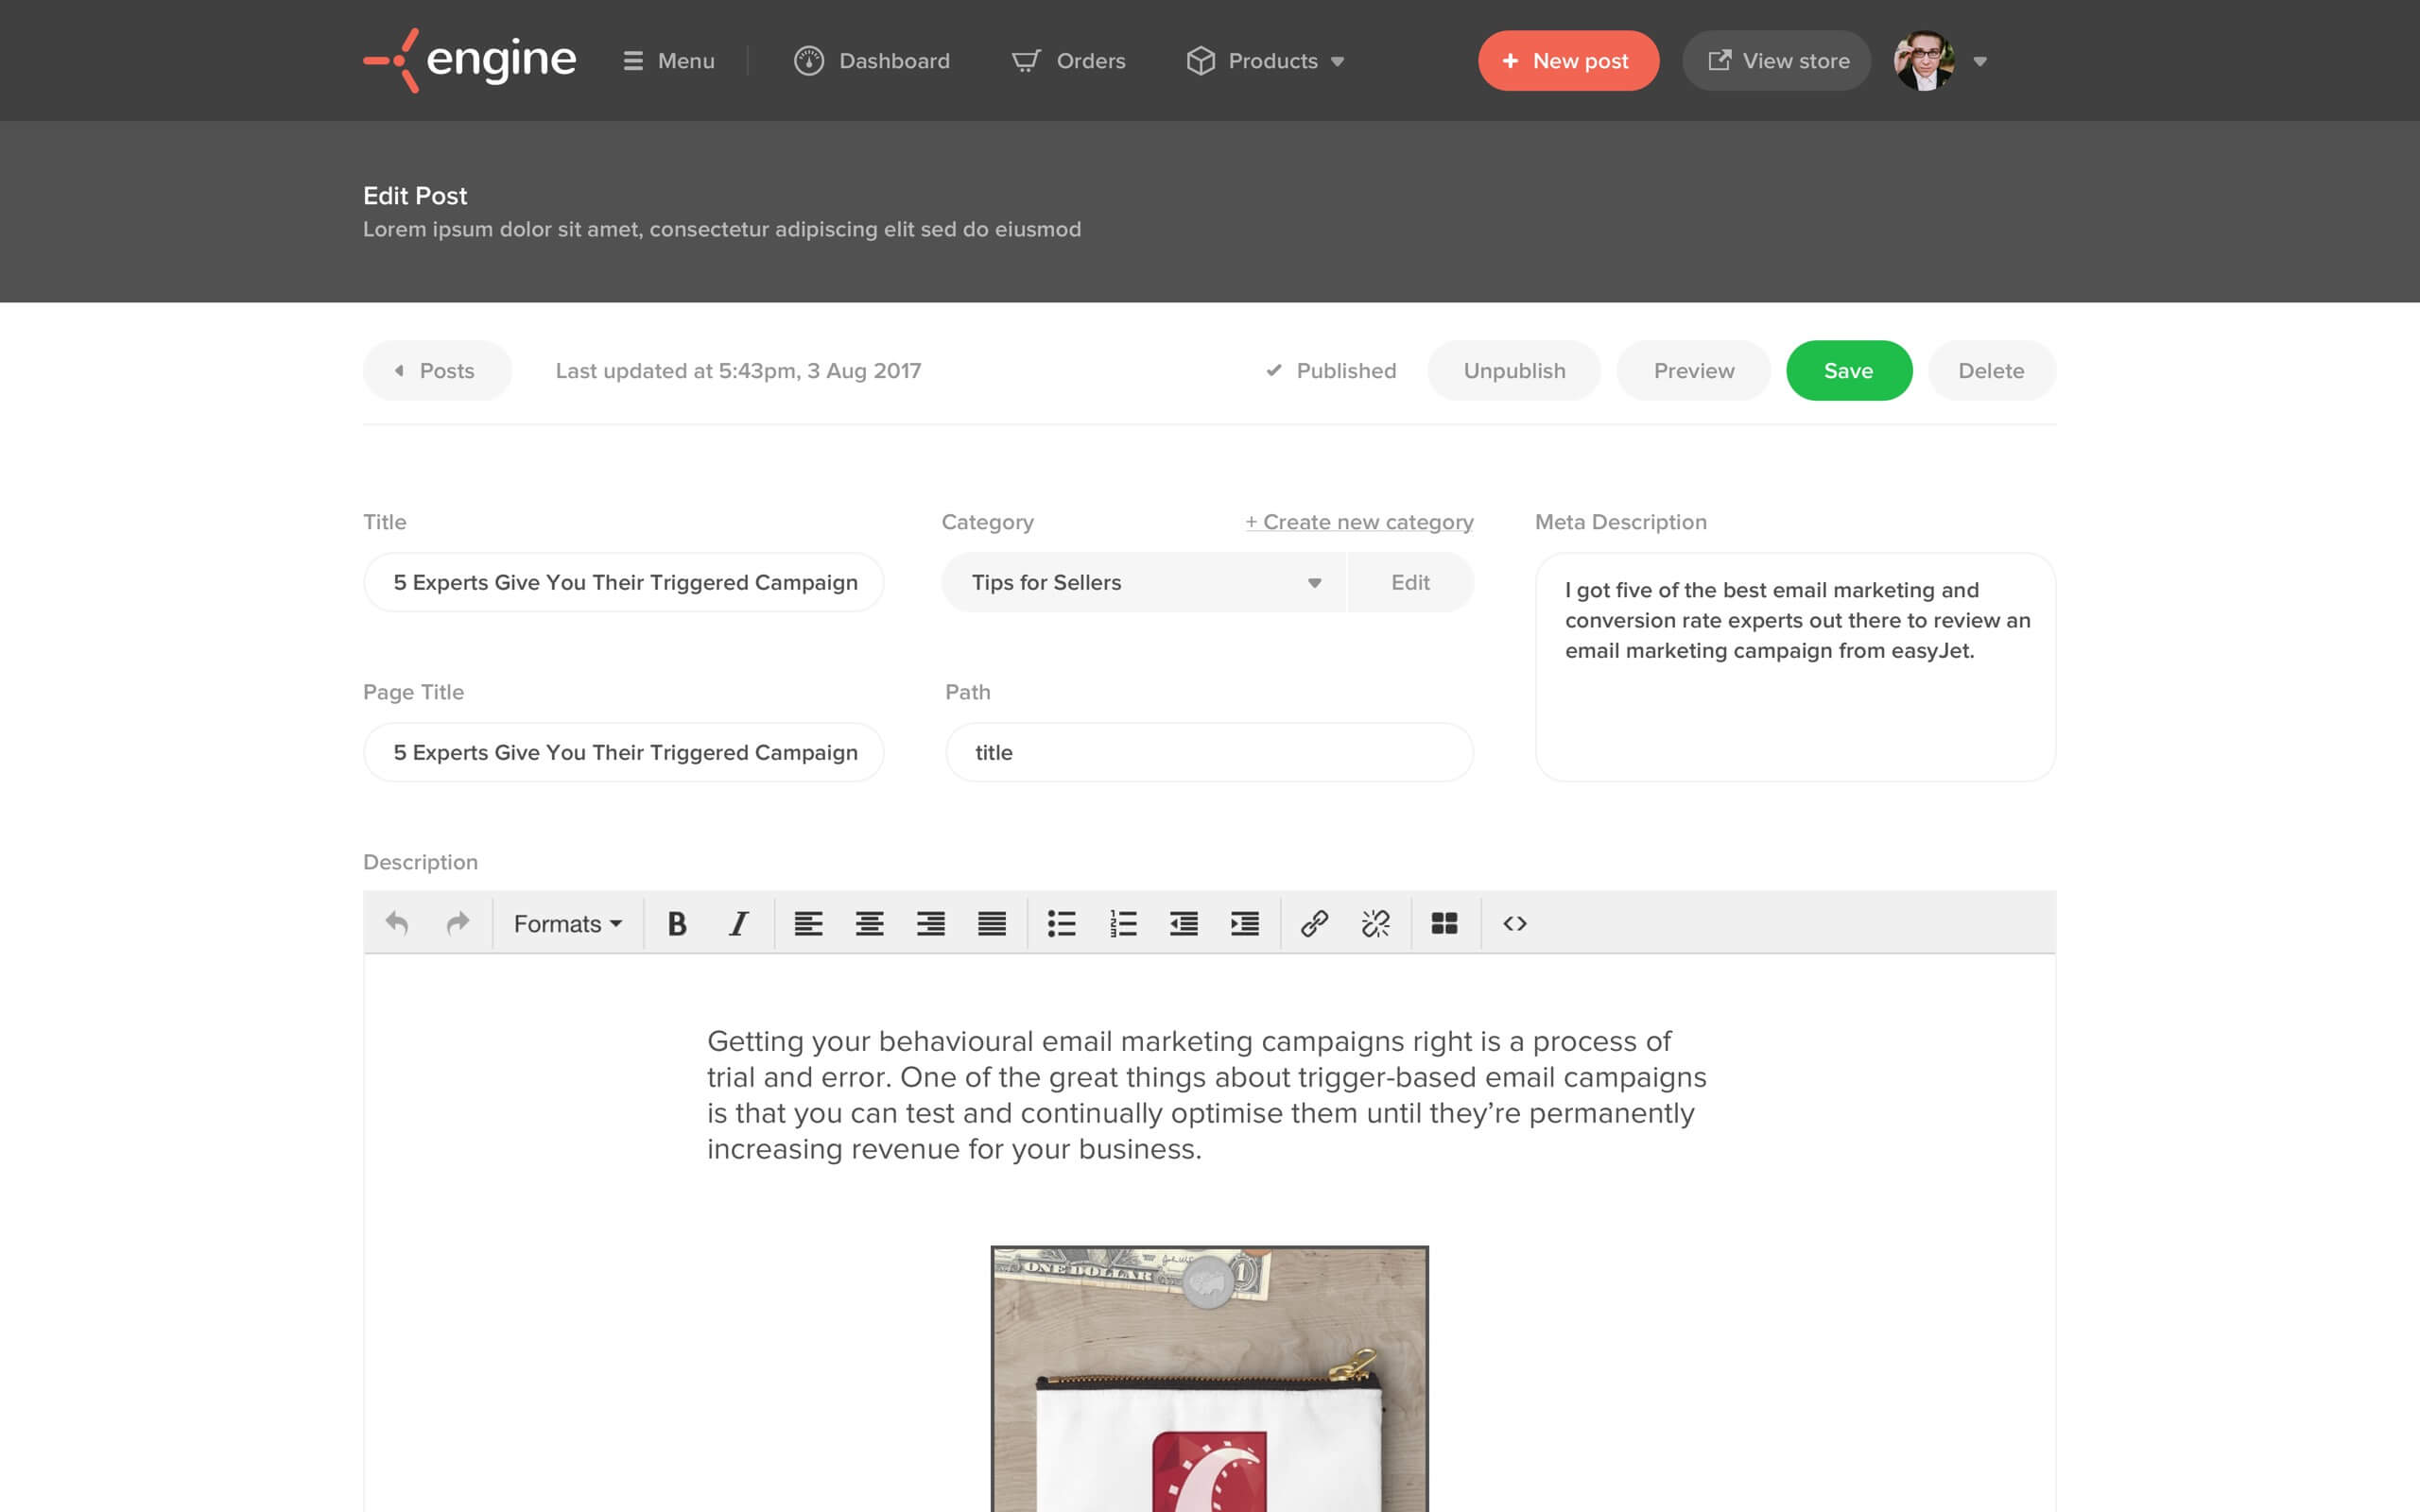 engine
Menu
Dashboard
Orders
Products
+ New post
View store
Edit Post
Lorem ipsum dolor sit amet, consectetur adipiscing elit sed do eiusmod
Posts
Last updated at 5:43pm, 3 Aug 2017
Published
Unpublish
Preview
Save
Delete
Title
Category
+ Create new category
Meta Description
5 Experts Give You Their Triggered Campaign
Tips for Sellers
Edit
I got five of the best email marketing and
conversion rate experts out there to review an
email marketing campaign from easyJet.
Page Title
Path
5 Experts Give You Their Triggered Campaign
title
Description
Formats
B I
Getting your behavioural email marketing campaigns right is a process of
trial and error. One of the great things about trigger-based email campaigns
is that you can test and continually optimise them until they’re permanently
increasing revenue for your business.
ONE DOLLAR
1